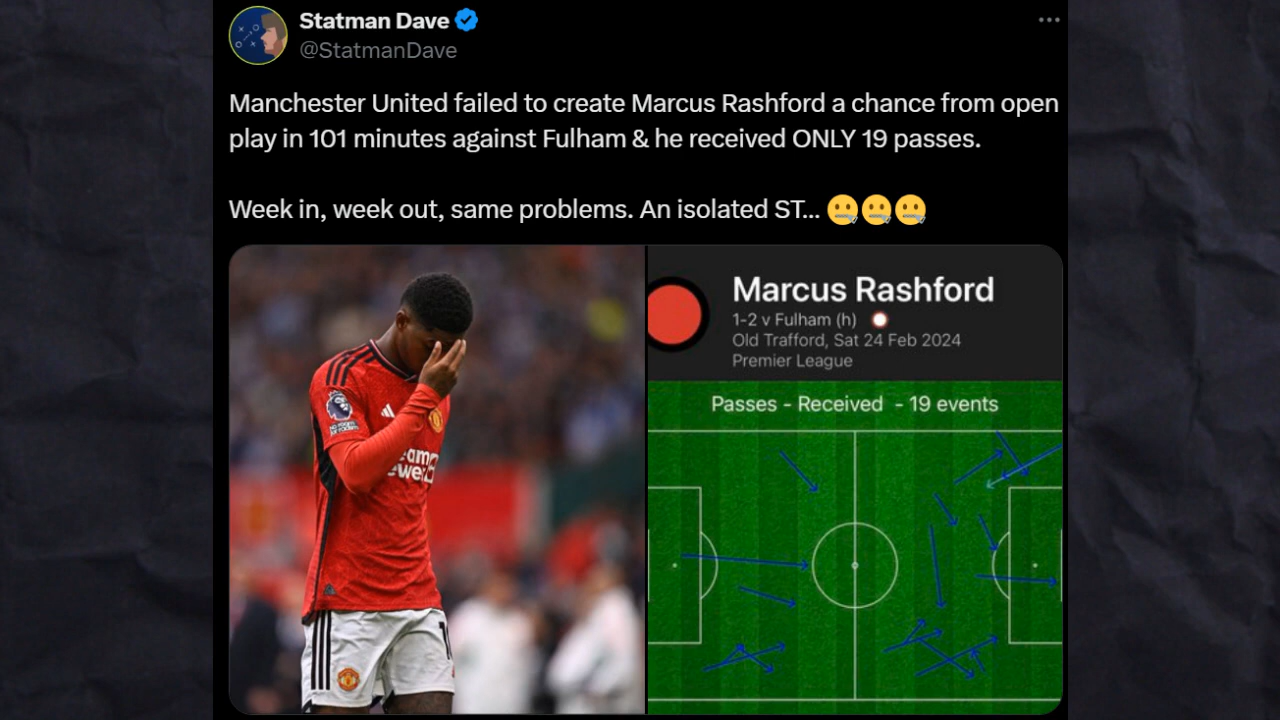 Statman Dave
@StatmanDave
Manchester United failed to create Marcus Rashford a chance from open
play in 101 minutes against Fulham & he received ONLY 19 passes.
Week in, week out, same problems. An isolated ST... 🤐🤐🤐
Marcus Rashford
1-2 v Fulham (h)
Old Trafford, Sat 24 Feb 2024
Premier League
Passes - Received - 19 events